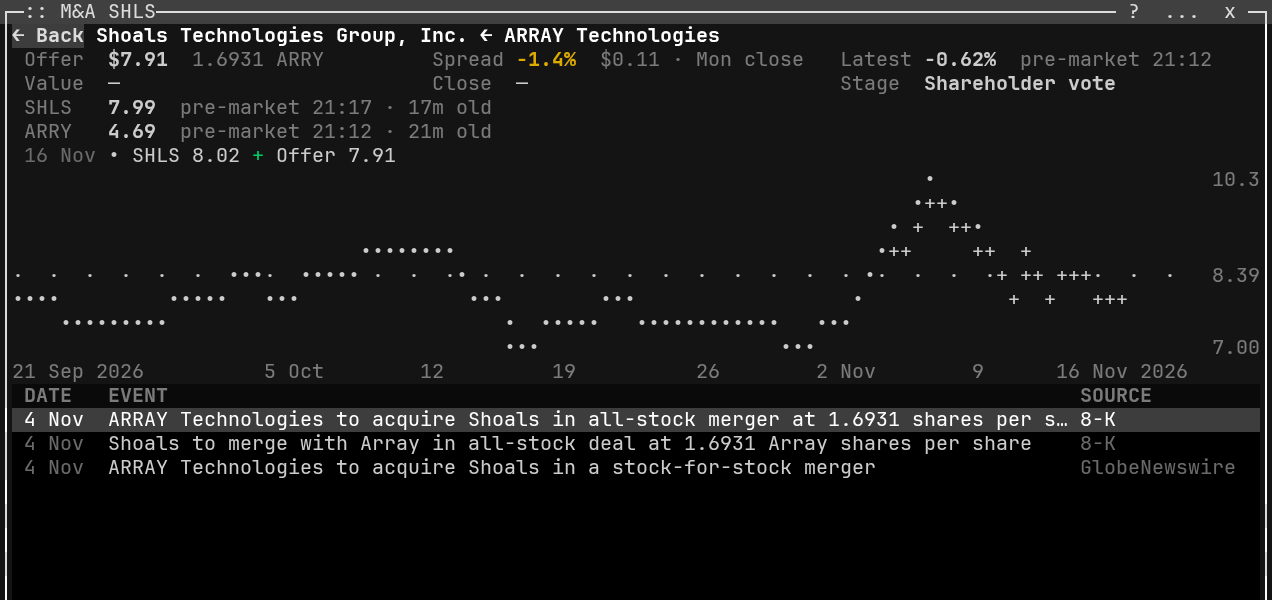 :: M&A SHLS ? ... x
← Back Shoals Technologies Group, Inc. ← ARRAY Technologies
Offer $7.91 1.6931 ARRY Spread -1.4% $0.11 · Mon close Latest -0.62% pre-market 21:12
Value — Close — Stage Shareholder vote
SHLS 7.99 pre-market 21:17 · 17m old
ARRY 4.69 pre-market 21:12 · 21m old
16 Nov • SHLS 8.02 + Offer 7.91
10.3
8.39
7.00
21 Sep 2026 5 Oct 12 19 26 2 Nov 9 16 Nov 2026
DATE EVENT SOURCE
4 Nov ARRAY Technologies to acquire Shoals in all-stock merger at 1.6931 shares per s… 8-K
4 Nov Shoals to merge with Array in all-stock deal at 1.6931 Array shares per share 8-K
4 Nov ARRAY Technologies to acquire Shoals in a stock-for-stock merger GlobeNewswire